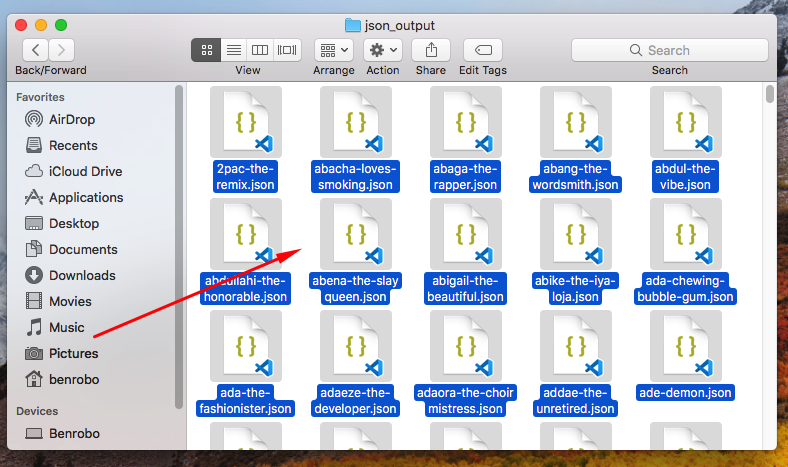 json_output
Search
Back/Forward
View
Arrange
Action
Share
Edit Tags
Search
Favorites
AirDrop
Recents
iCloud Drive
Applications
Desktop
Documents
Downloads
Movies
Music
Pictures
benrobo
Devices
Benrobo
{ } { } { } { } { }
2pac-the-
remix.json
abacha-loves-
smoking.json
abaga-the-
rapper.json
abang-the-
wordsmith.json
abdul-the-
vibe.json
{ } { } { } { } { }
abdullahi-the-
honorable.json
abena-the-slay
queen.json
abigail-the-
beautiful.json
abike-the-iya-
loja.json
ada-chewing-
bubble-gum.json
{ } { } { } { } { }
ada-the-
fashionister.json
adaeze-the-
developer.json
adaora-the-choir
mistress.json
addae-the-
unretired.json
ade-demon.json